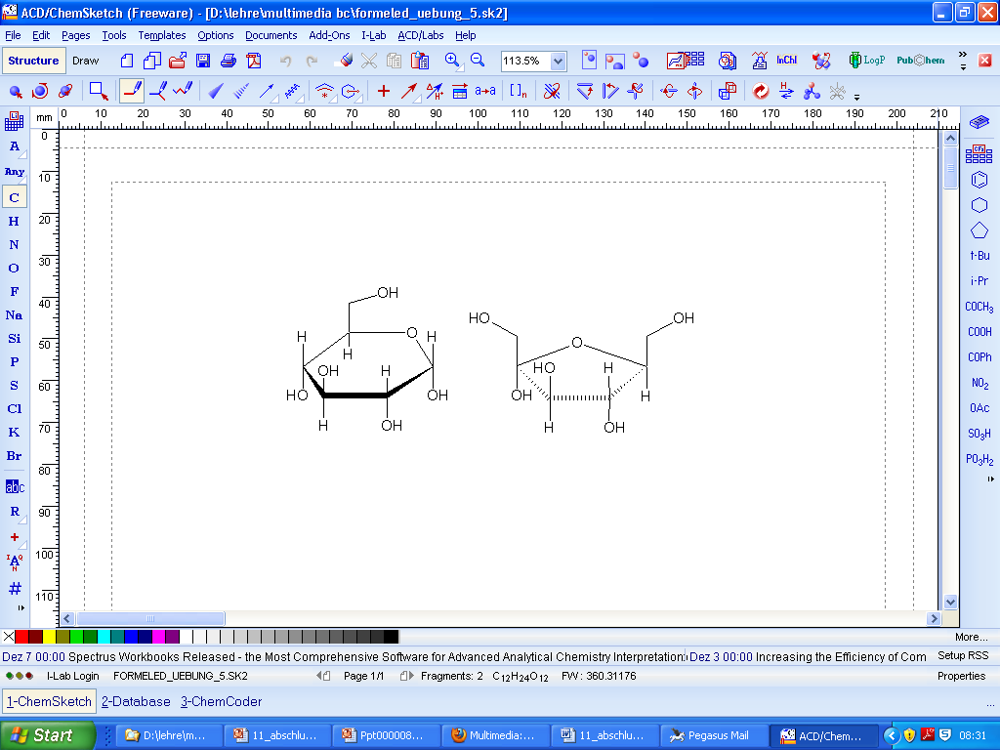 ACD/ChemSketch (Freeware) - [D:\lehre\multimedia bc\formeled_uebung_5.sk2]
File Edit Pages Tools Templates Options Documents Add-Ons I-Lab ACD/Labs Help
Structure Draw 113.5% InChI LogP PubChem
mm 0 10 20 30 40 50 60 70 80 90 100 110 120 130 140 150 160 170 180 190 200 210
0
10
20
30
40
50
60
70
80
90
100
110
A
Any
C
H
N
O
F
Na
Si
P
S
Cl
K
Br
abc
R
#
OH
H O H
H
OH H
HO OH
H OH
HO OH
O
HO H
OH H
H OH
t-Bu
i-Pr
COCH3
COOH
COPh
NO2
OAc
SO3H
PO3H2
More...
Dez 7 00:00 Spectrus Workbooks Released - the Most Comprehensive Software for Advanced Analytical Chemistry Interpretation Dez 3 00:00 Increasing the Efficiency of Com Setup RSS
I-Lab Login FORMELED_UEBUNG_5.SK2 Page 1/1 Fragments: 2 C12H24O12 FW: 360.31176 Properties
1-ChemSketch 2-Database 3-ChemCoder ...
Start D:\lehre\m... 11_abschlu... Ppt000008... Multimedia:... 11_abschlu... Pegasus Mail ACD/Chem... 08:31